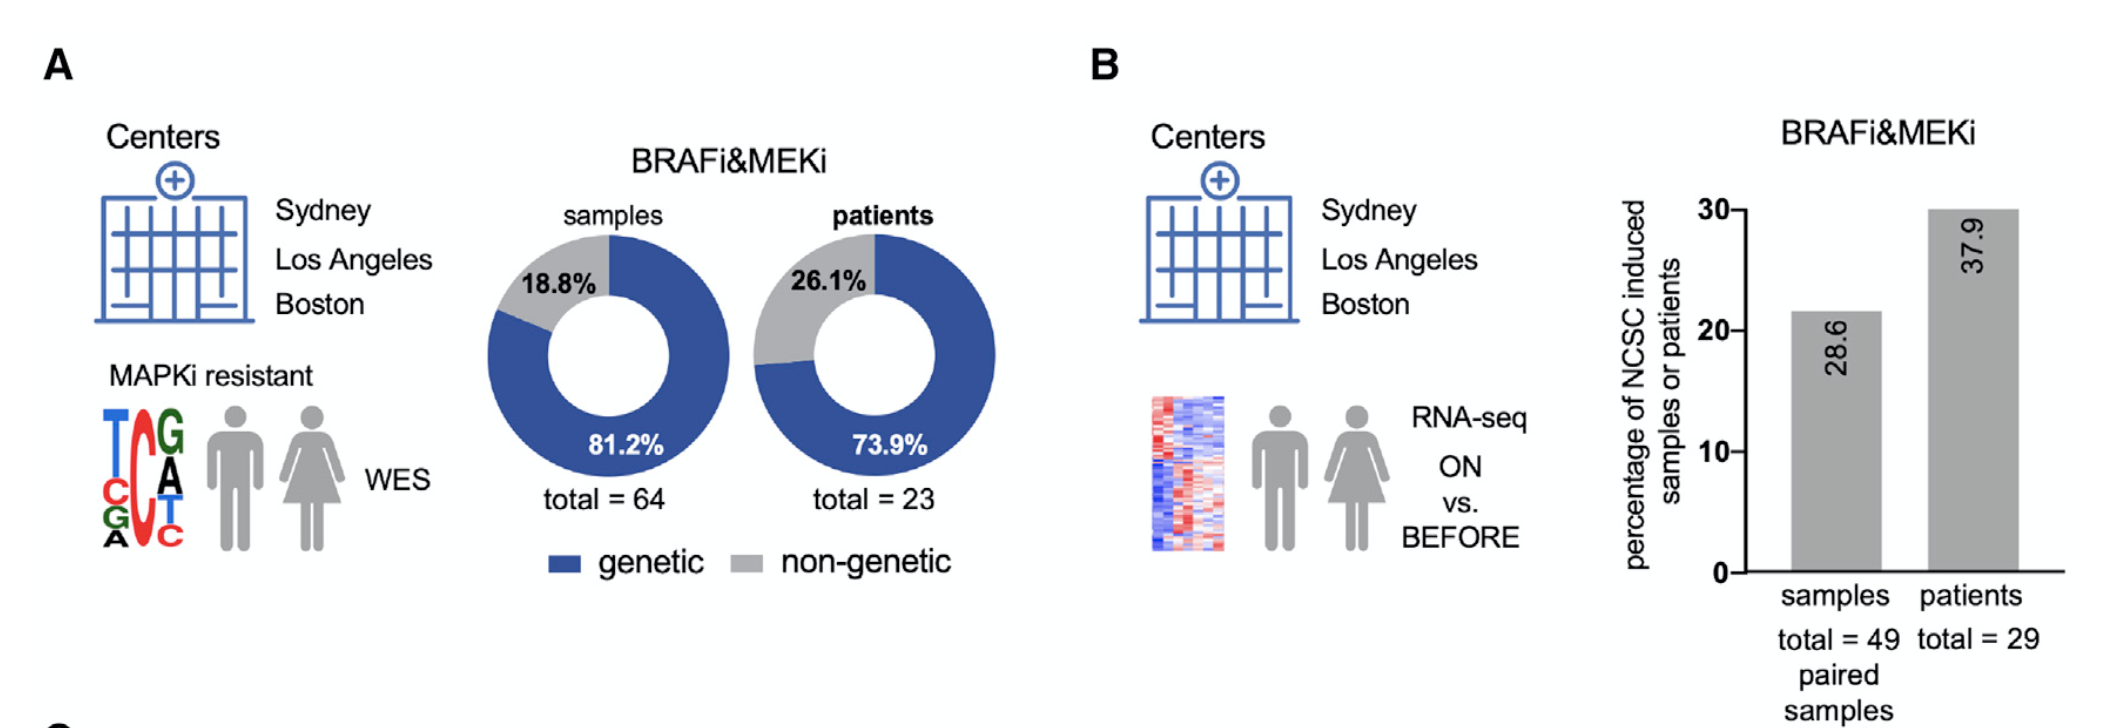 A
Centers
Sydney
Los Angeles
Boston
MAPKi resistant
T
C
G
A
C
G
A
T
C
WES
BRAFi&MEKi
samples
patients
18.8%
26.1%
81.2%
73.9%
total = 64
total = 23
genetic
non-genetic
B
Centers
Sydney
Los Angeles
Boston
RNA-seq
ON
vs.
BEFORE
BRAFi&MEKi
percentage of NCSC induced
samples or patients
30
20
10
0
28.6
37.9
samples
patients
total = 49
total = 29
paired
samples